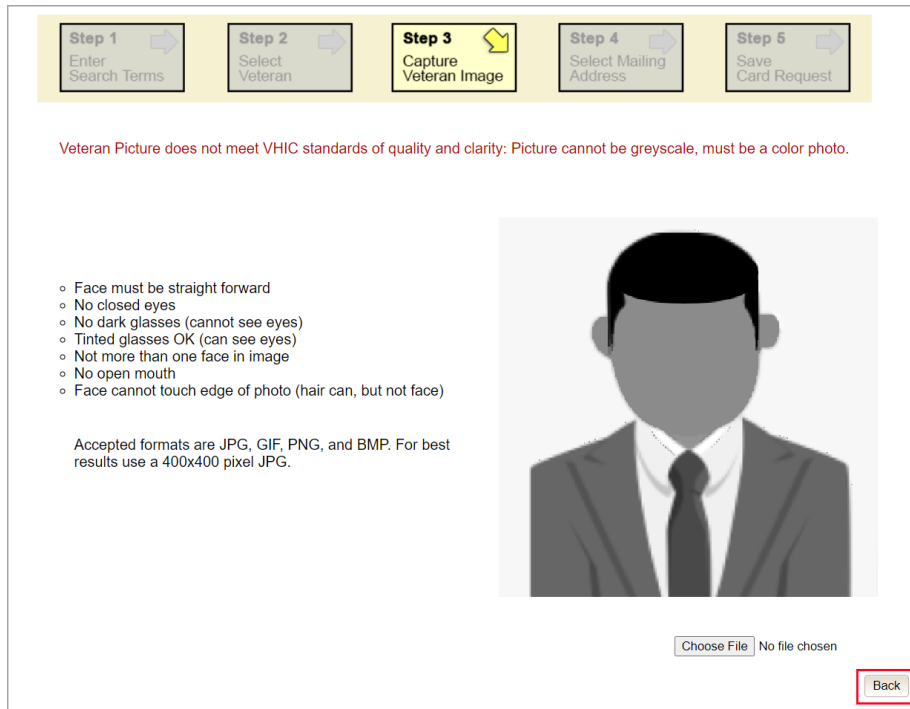 Step 1
Enter
Search Terms
Step 2
Select
Veteran
Step 3
Capture
Veteran Image
Step 4
Select Mailing
Address
Step 5
Save
Card Request
Veteran Picture does not meet VHIC standards of quality and clarity: Picture cannot be greyscale, must be a color photo.
Face must be straight forward
No closed eyes
No dark glasses (cannot see eyes)
Tinted glasses OK (can see eyes)
Not more than one face in image
No open mouth
Face cannot touch edge of photo (hair can, but not face)
Accepted formats are JPG, GIF, PNG, and BMP. For best
results use a 400x400 pixel JPG.
Choose File No file chosen
Back